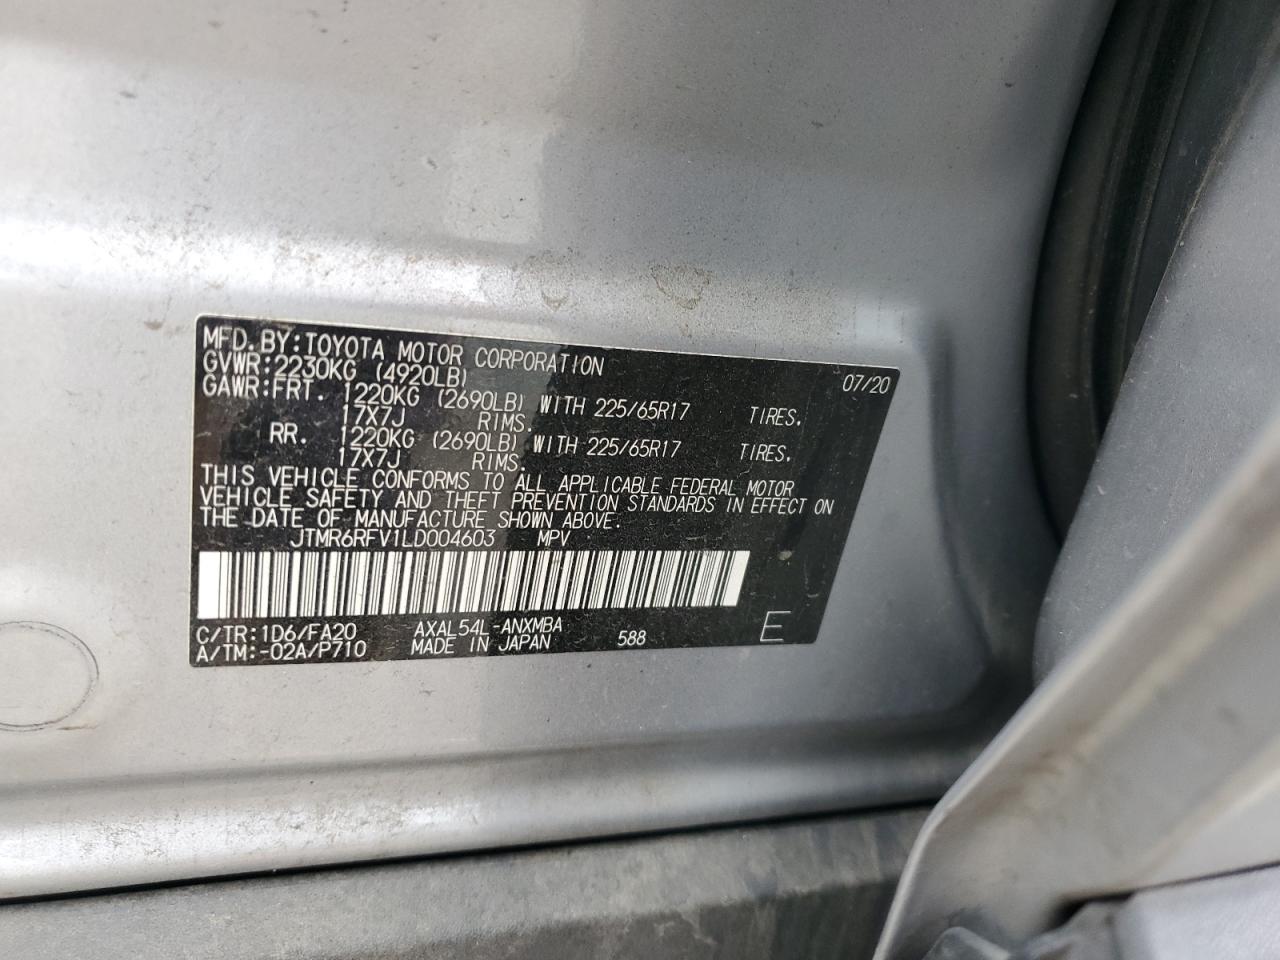 MFD.BY:TOYOTA MOTOR CORPORATION 07/20
GVWR:2230KG (4920LB)
GAWR:FRT. 1220KG (2690LB) WITH 225/65R17 TIRES.
17X7J RIMS.
RR. 1220KG (2690LB) WITH 225/65R17 TIRES,
17X7J RIMS.
THIS VEHICLE CONFORMS TO ALL APPLICABLE FEDERAL MOTOR
VEHICLE SAFETY AND THEFT PREVENTION STANDARDS IN EFFECT ON
THE DATE OF MANUFACTURE SHOWN ABOVE.
JTMR6RFV1LD004603 MPV
C/TR:1D6/FA20 AXAL54L-ANXMBA 588 E
A/TM:-02A/P710 MADE IN JAPAN